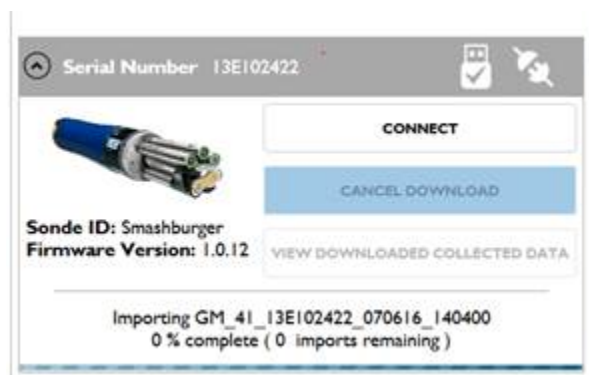 Serial Number 13E102422
CONNECT
CANCEL DOWNLOAD
Sonde ID: Smashburger
Firmware Version: 1.0.12
VIEW DOWNLOADED COLLECTED DATA
Importing GM_41_13E102422_070616_140400
0 % complete ( 0 imports remaining )